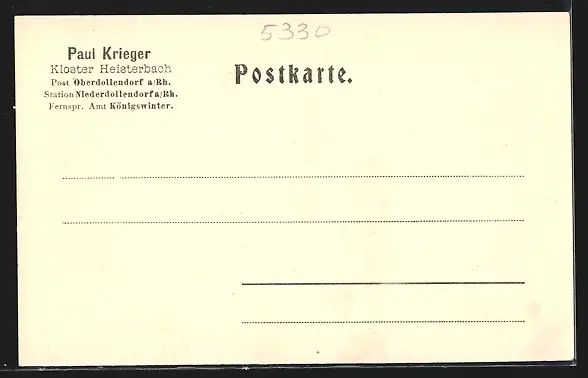 5330
Paul Krieger
Kloster Heisterbach
Post Oberdollendorf a/Rh.
Station Niederdollendorf a/Rh.
Fernspr. Amt Königswinter.
Postkarte.